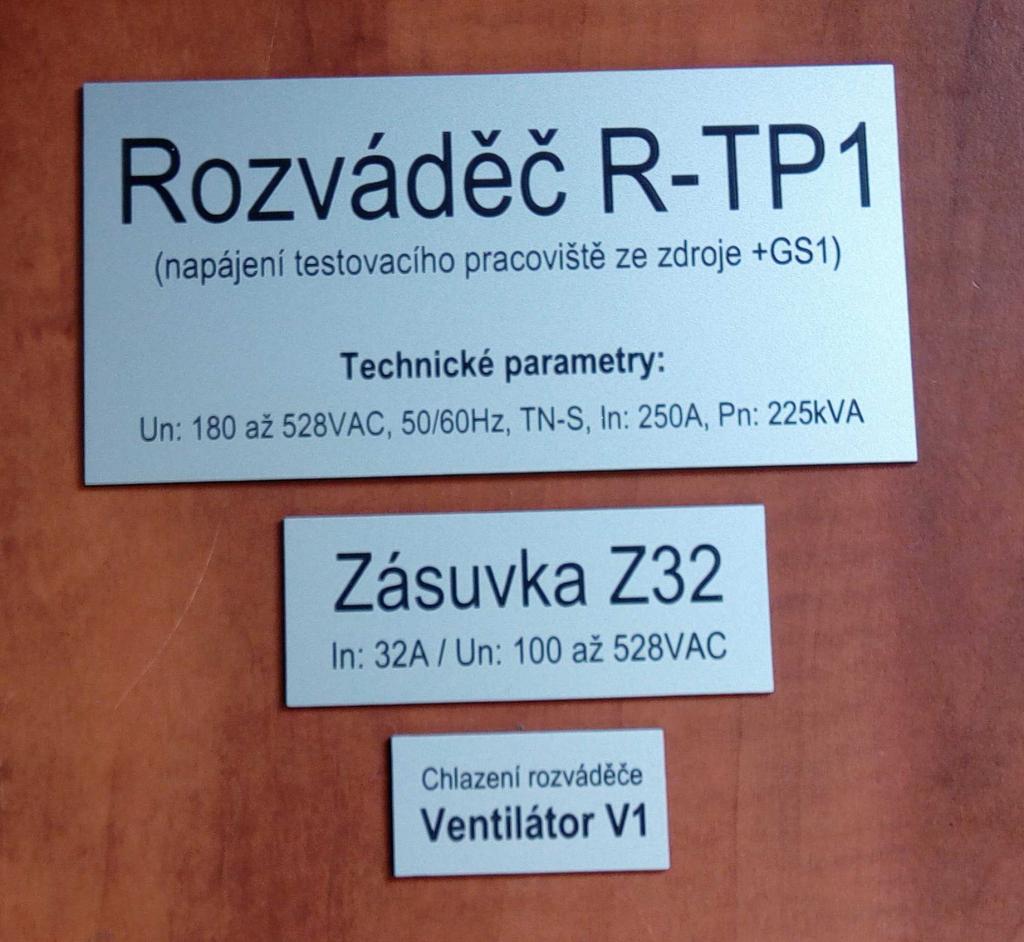 Rozváděč R-TP1
(napájení testovacího pracoviště ze zdroje +GS1)
Technické parametry:
Un: 180 až 528VAC, 50/60Hz, TN-S, In: 250A, Pn: 225kVA
Zásuvka Z32
In: 32A / Un: 100 až 528VAC
Chlazení rozváděče
Ventilátor V1